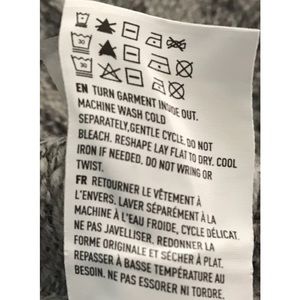 30
30
EN TURN GARMENT INSIDE OUT.
MACHINE WASH COLD
SEPARATELY,GENTLE CYCLE. DO NOT
BLEACH. RESHAPE LAY FLAT TO DRY. COOL
IRON IF NEEDED. DO NOT WRING OR
TWIST.
FR RETOURNER LE VÊTEMENT À
L'ENVERS. LAVER SÉPARÉMENT À LA
MACHINE À L'EAU FROIDE, CYCLE DÉLICAT.
NE PAS JAVELLISER. REDONNER LA
FORME ORIGINALE ET SÉCHER À PLAT.
REPASSER À BASSE TEMPÉRATURE AU
BESOIN. NE PAS ESSORER NI TORDRE.